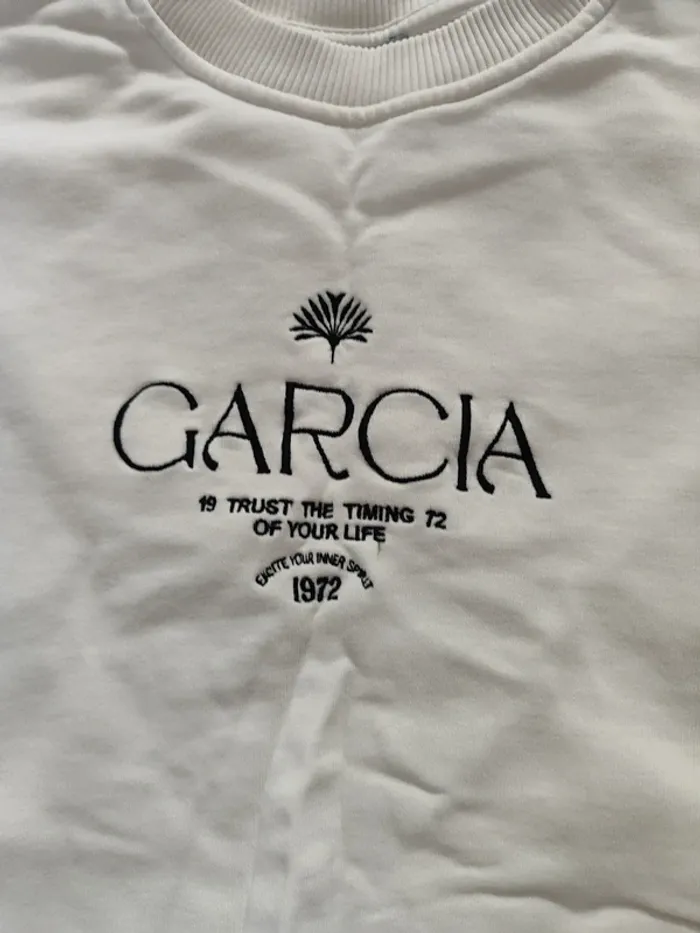 GARCIA
19 TRUST THE TIMING 72
OF YOUR LIFE
EXCITE YOUR INNER SPIRIT
1972